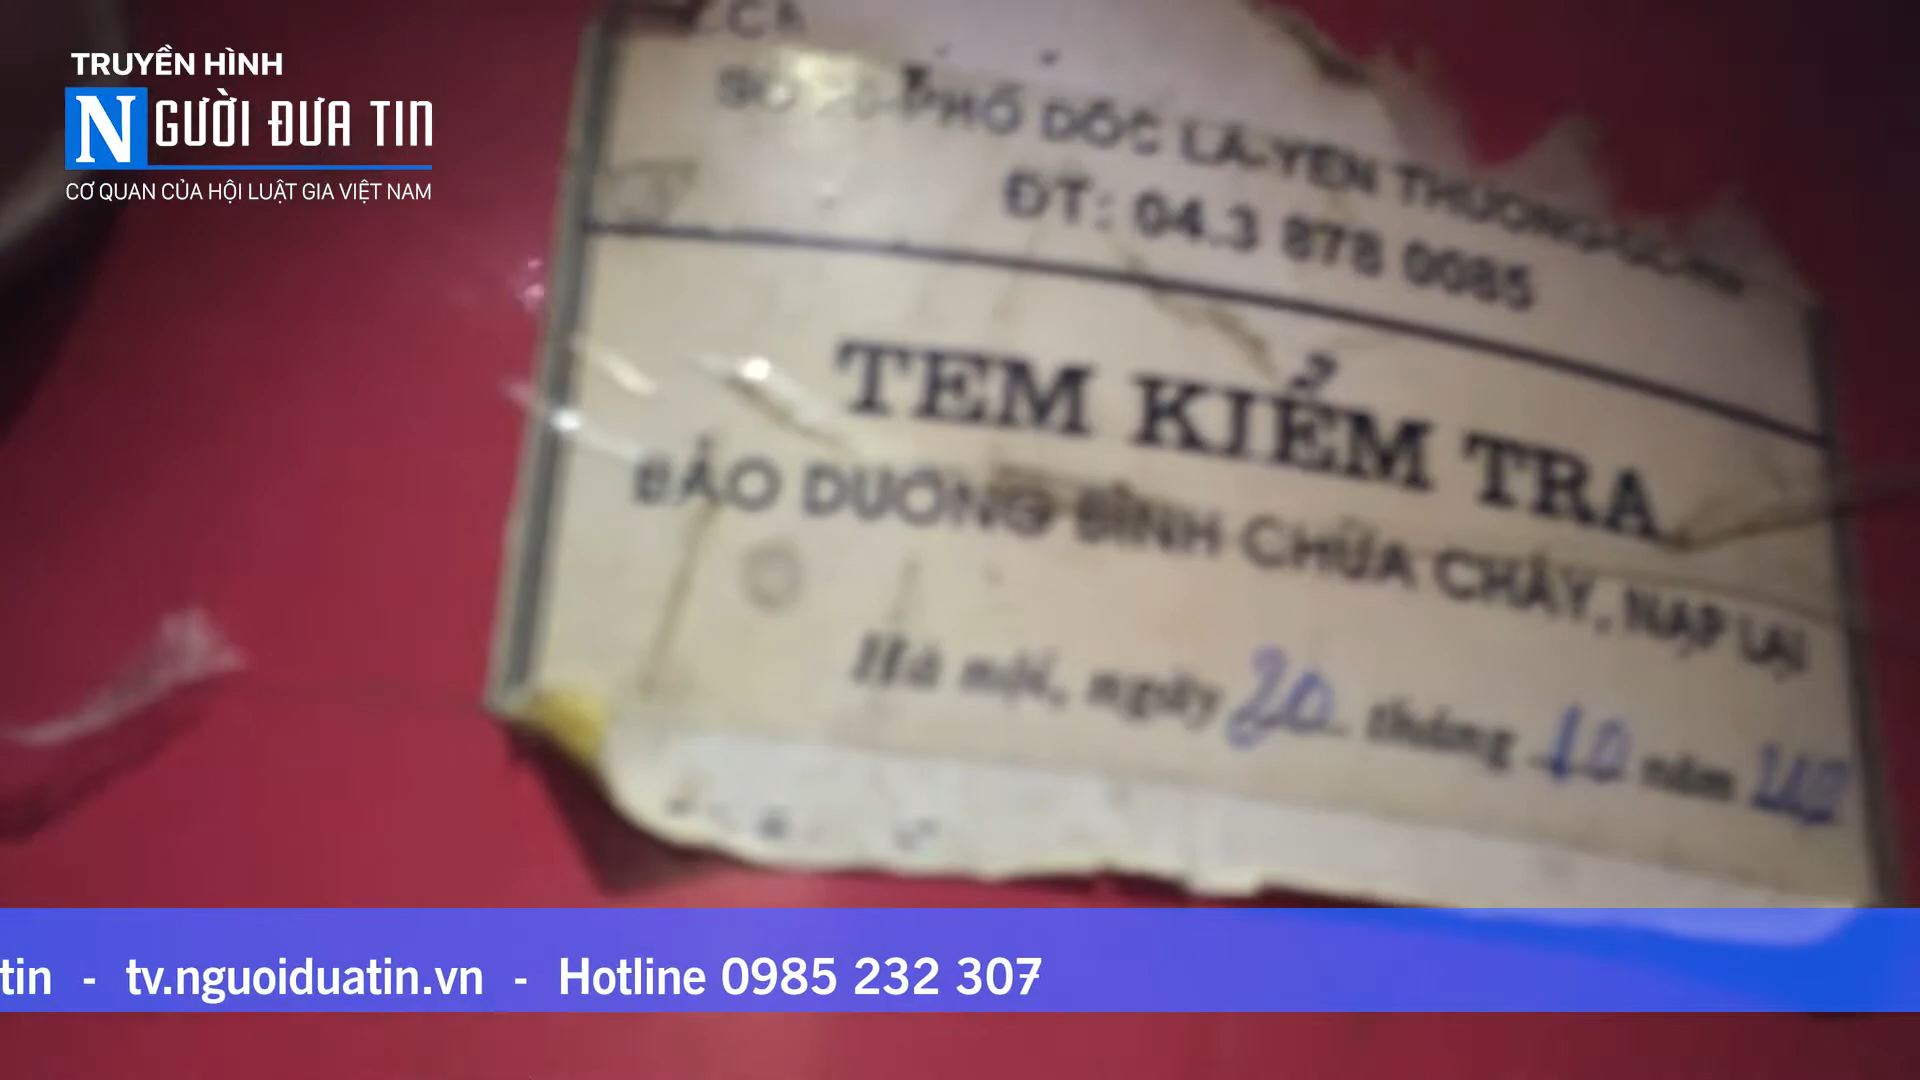 TRUYỀN HÌNH
NGƯỜI ĐƯA TIN
CƠ QUAN CỦA HỘI LUẬT GIA VIỆT NAM
PHỐ DỐC LÃ-YÊN THƯỜNG
ĐT: 04.3 878 0085
TEM KIỂM TRA
BẢO DƯỠNG BÌNH CHỮA CHÁY, NẠP LẠI
Hà nội, ngày 20 tháng 10 năm
tin - tv.nguoiduatin.vn - Hotline 0985 232 307